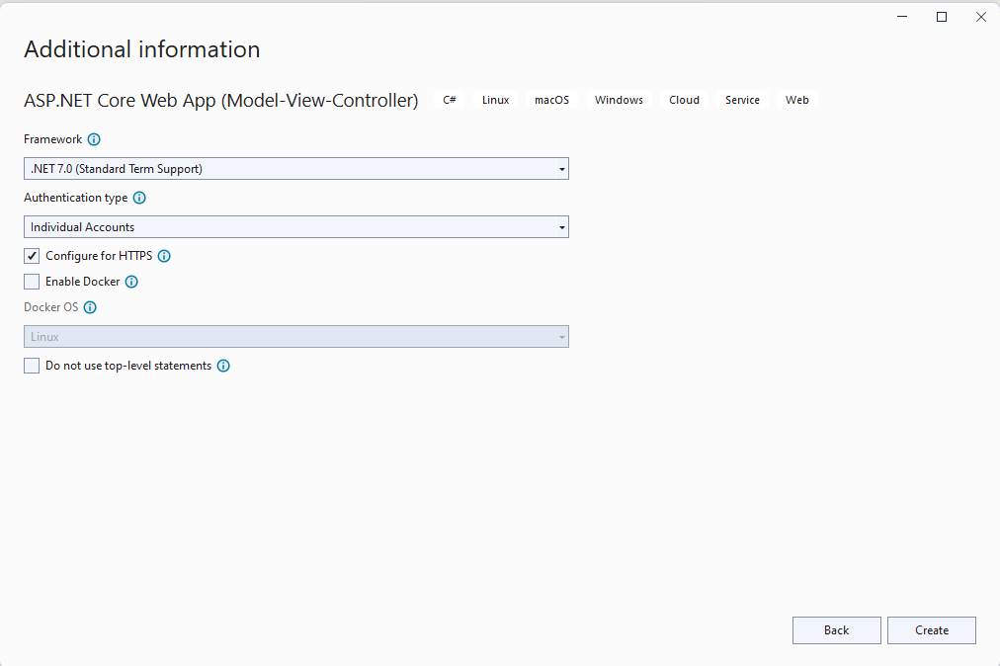 Additional information
ASP.NET Core Web App (Model-View-Controller) C# Linux macOS Windows Cloud Service Web
Framework
.NET 7.0 (Standard Term Support)
Authentication type
Individual Accounts
Configure for HTTPS
Enable Docker
Docker OS
Linux
Do not use top-level statements
Back Create